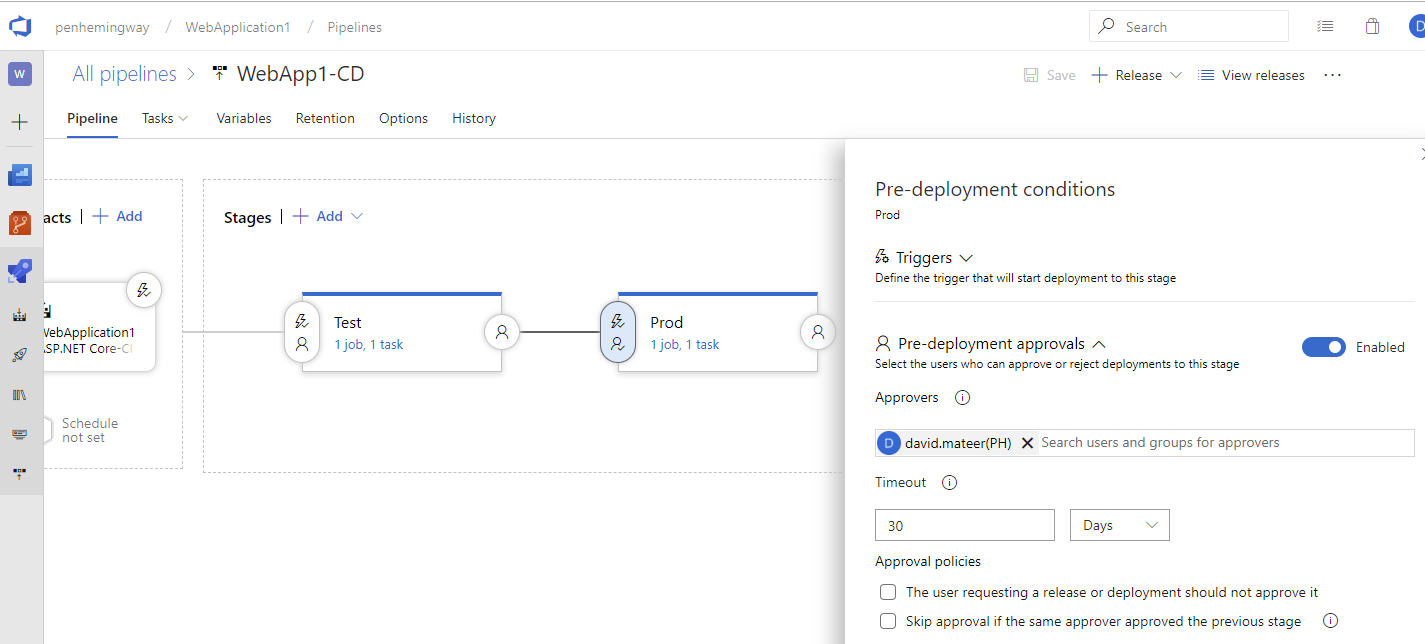 penhemingway / WebApplication1 / Pipelines
Search
D
W
All pipelines > WebApp1-CD
Save
Release
View releases
Pipeline Tasks Variables Retention Options History
acts | + Add
Stages | + Add
WebApplication1
ASP.NET Core-CI
Schedule
not set
Test
1 job, 1 task
Prod
1 job, 1 task
Pre-deployment conditions
Prod
Triggers
Define the trigger that will start deployment to this stage
Pre-deployment approvals
Enabled
Select the users who can approve or reject deployments to this stage
Approvers
D david.mateer(PH) Search users and groups for approvers
Timeout
30 Days
Approval policies
The user requesting a release or deployment should not approve it
Skip approval if the same approver approved the previous stage